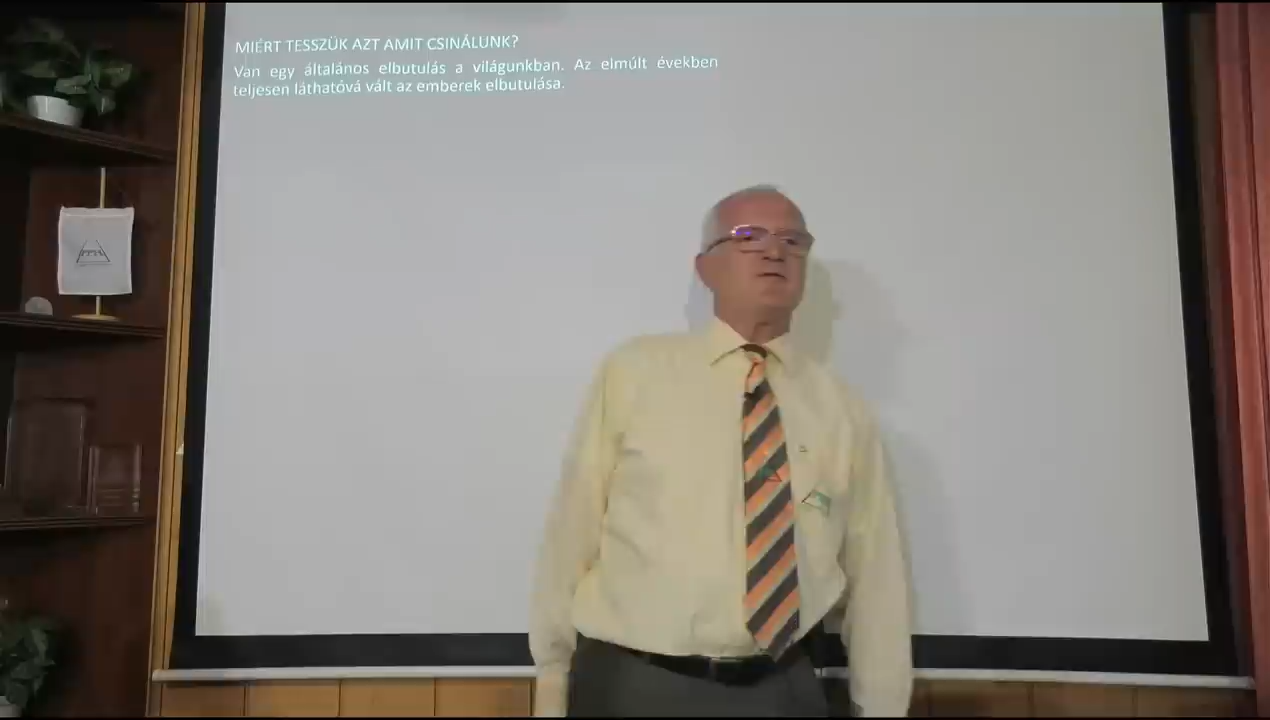 MIÉRT TESSZÜK AZT AMIT CSINÁLUNK?
Van egy általános elbutulás a világunkban. Az elmúlt években
teljesen láthatóvá vált az emberek elbutulása.